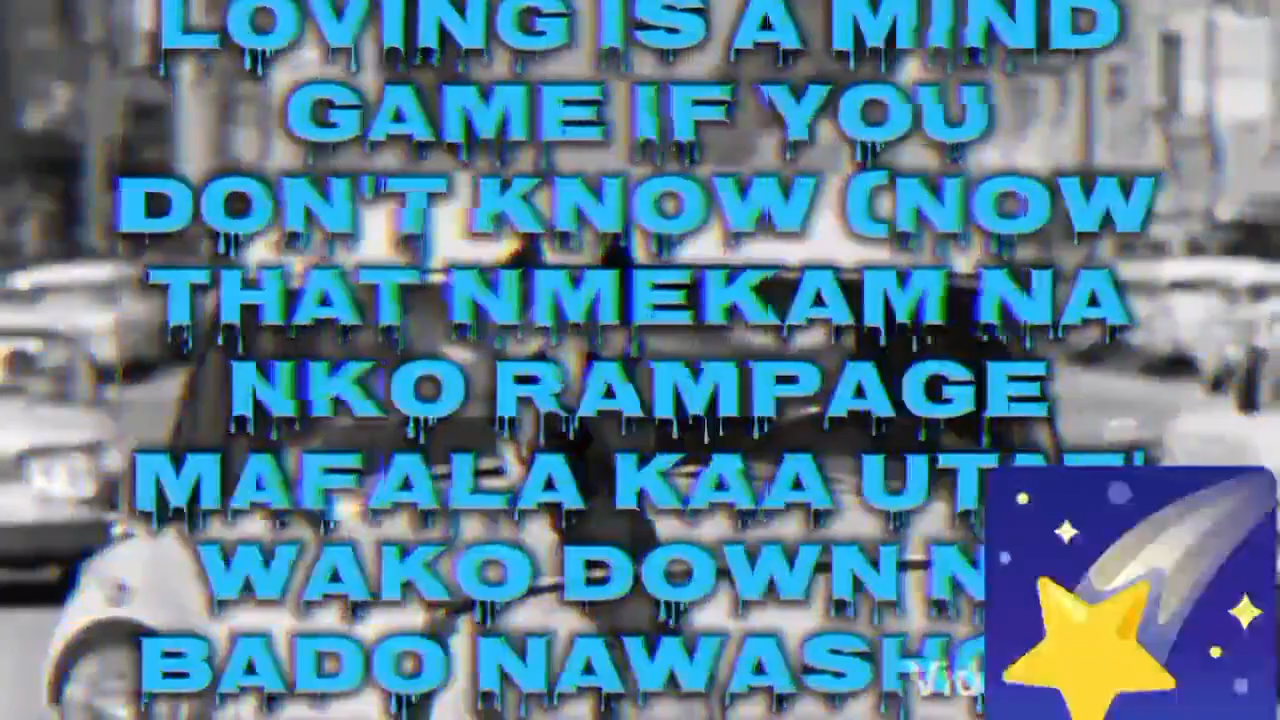 LOVING IS A MIND
GAME IF YOU
DON'T KNOW (NOW
THAT NMEKAM NA
NKO RAMPAGE
MAFALA KAA
WAKO DOWN
BADO